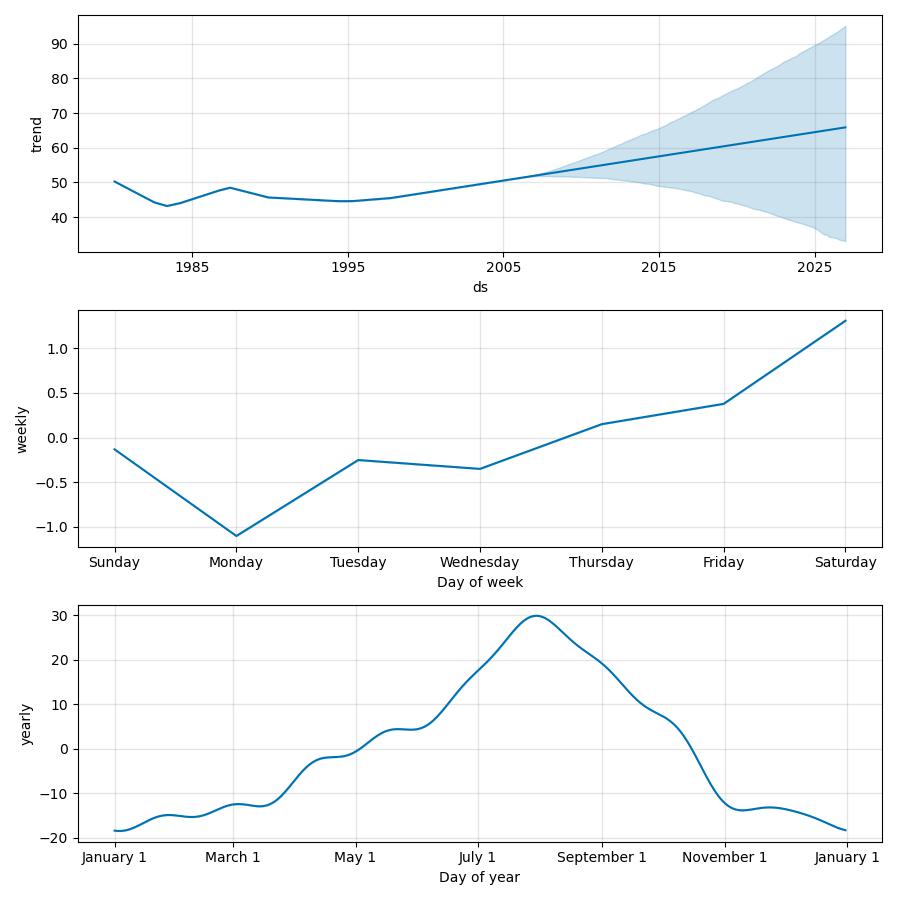 90
80
70
60
50
40
trend
1985 1995 2005 2015 2025
ds
1.0
0.5
0.0
−0.5
−1.0
weekly
Sunday Monday Tuesday Wednesday Thursday Friday Saturday
Day of week
30
20
10
0
−10
−20
yearly
January 1 March 1 May 1 July 1 September 1 November 1 January 1
Day of year